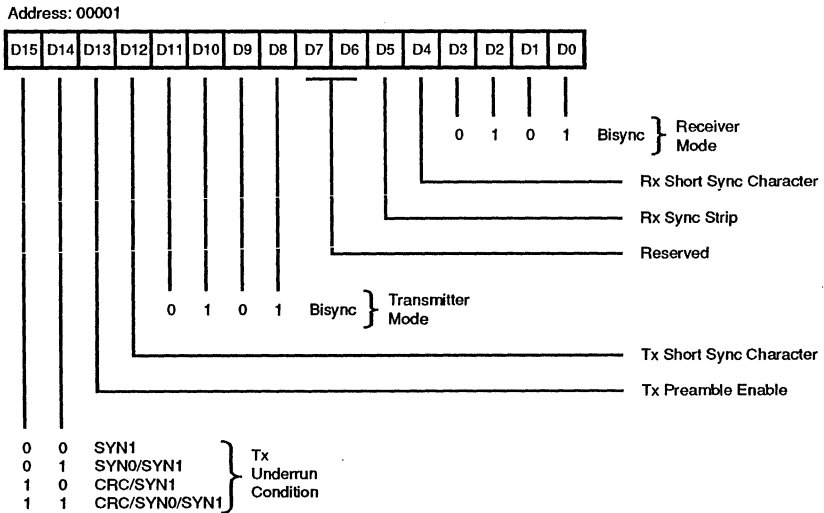 Address: 00001
D15 D14 D13 D12 D11 D10 D9 D8 D7 D6 D5 D4 D3 D2 D1 D0
0 1 0 1 Bisync } Receiver Mode
Rx Short Sync Character
Rx Sync Strip
Reserved
0 1 0 1 Bisync } Transmitter Mode
Tx Short Sync Character
Tx Preamble Enable
0 0 SYN1
0 1 SYN0/SYN1
1 0 CRC/SYN1
1 1 CRC/SYN0/SYN1
Tx
Underrun
Condition